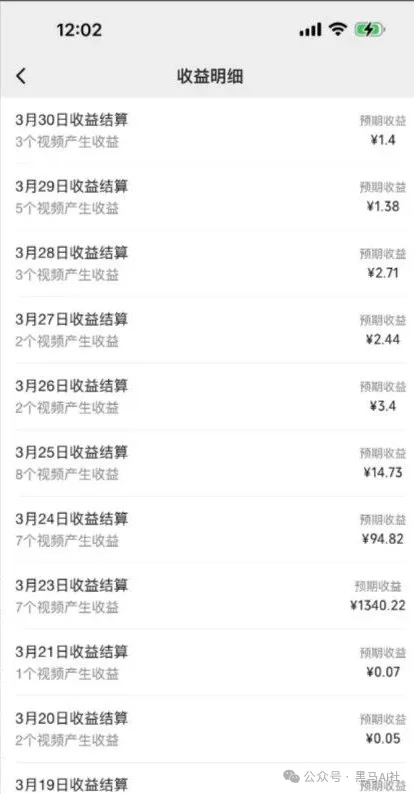 12:02
收益明细
3月30日收益结算
预期收益
3个视频产生收益
¥1.4
3月29日收益结算
预期收益
5个视频产生收益
¥1.38
3月28日收益结算
预期收益
3个视频产生收益
¥2.71
3月27日收益结算
预期收益
2个视频产生收益
¥2.44
3月26日收益结算
预期收益
2个视频产生收益
¥3.4
3月25日收益结算
预期收益
8个视频产生收益
¥14.73
3月24日收益结算
预期收益
7个视频产生收益
¥94.82
3月23日收益结算
预期收益
7个视频产生收益
¥1340.22
3月21日收益结算
预期收益
1个视频产生收益
¥0.07
3月20日收益结算
预期收益
2个视频产生收益
¥0.05
3月19日收益结算
公众号·黑马AI社